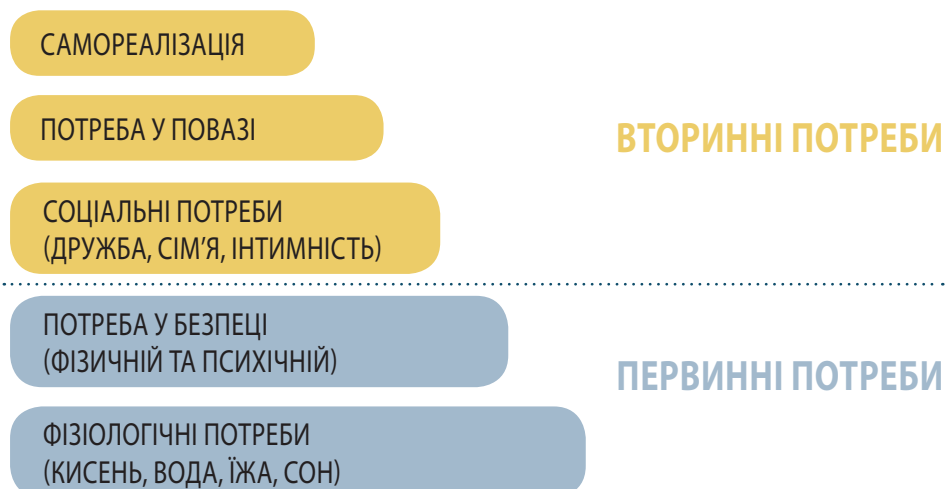 САМОРЕАЛІЗАЦІЯ
ПОТРЕБА У ПОВАЗІ
ВТОРИННІ ПОТРЕБИ
СОЦІАЛЬНІ ПОТРЕБИ
(ДРУЖБА, СІМ’Я, ІНТИМНІСТЬ)
ПОТРЕБА У БЕЗПЕЦІ
(ФІЗИЧНІЙ ТА ПСИХІЧНІЙ)
ПЕРВИННІ ПОТРЕБИ
ФІЗІОЛОГІЧНІ ПОТРЕБИ
(КИСЕНЬ, ВОДА, ЇЖА, СОН)